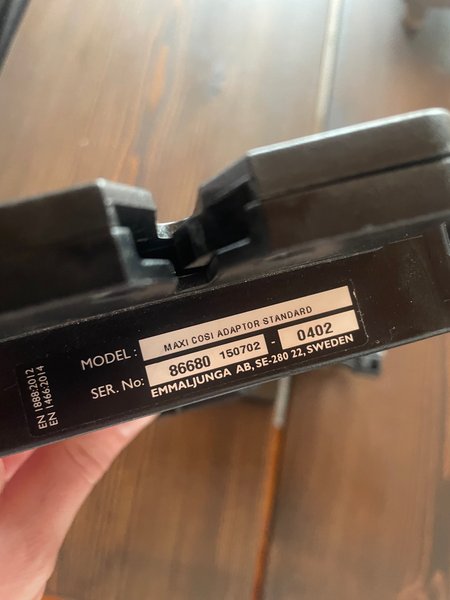 MODEL: MAXI COSI ADAPTOR STANDARD
SER. No: 86680 150702 - 0402
EMMALJUNGA AB, SE-280 22, SWEDEN
EN 1888:2012
EN 1466:2014